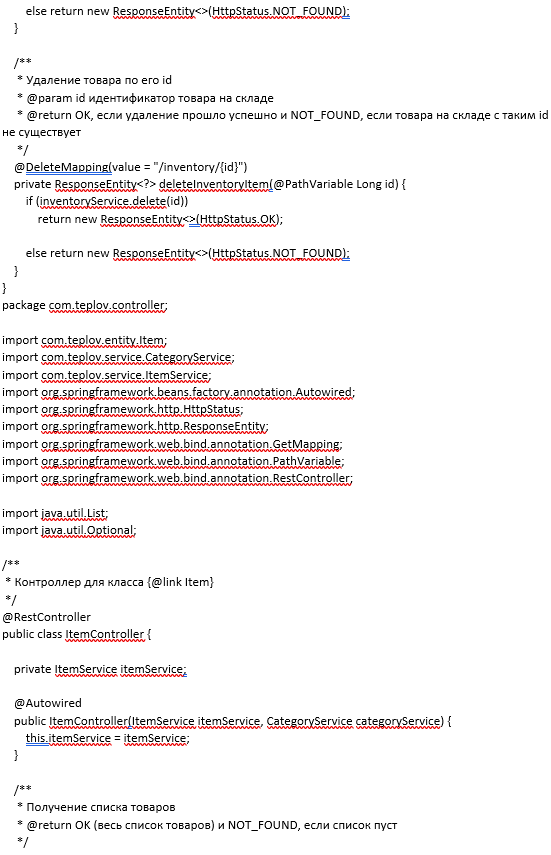 else return new ResponseEntity<>(HttpStatus.NOT_FOUND);
}
/**
* Удаление товара по его id
* @param id идентификатор товара на складе
* @return OK, если удаление прошло успешно и NOT_FOUND, если товара на складе с таким id
не существует
*/
@DeleteMapping(value = "/inventory/{id}")
private ResponseEntity<?> deleteInventoryItem(@PathVariable Long id) {
if (inventoryService.delete(id))
return new ResponseEntity<>(HttpStatus.OK);
else return new ResponseEntity<>(HttpStatus.NOT_FOUND);
}
}
package com.teplov.controller;
import com.teplov.entity.Item;
import com.teplov.service.CategoryService;
import com.teplov.service.ItemService;
import org.springframework.beans.factory.annotation.Autowired;
import org.springframework.http.HttpStatus;
import org.springframework.http.ResponseEntity;
import org.springframework.web.bind.annotation.GetMapping;
import org.springframework.web.bind.annotation.PathVariable;
import org.springframework.web.bind.annotation.RestController;
import java.util.List;
import java.util.Optional;
/**
* Контроллер для класса {@link Item}
*/
@RestController
public class ItemController {
private ItemService itemService;
@Autowired
public ItemController(ItemService itemService, CategoryService categoryService) {
this.itemService = itemService;
}
/**
* Получение списка товаров
* @return OK (весь список товаров) и NOT_FOUND, если список пуст
*/